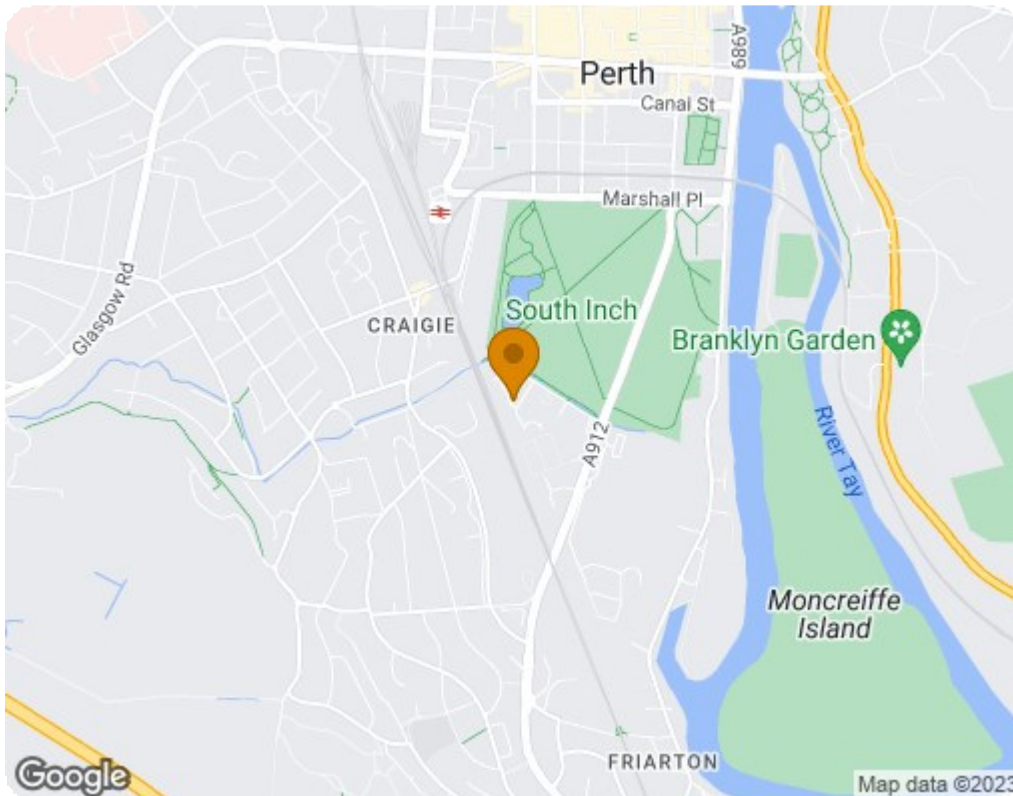 A989
Perth
Canal St
Marshall Pl
Glasgow Rd
CRAIGIE
South Inch
Branklyn Garden
A912
River Tay
Moncreiffe
Island
FRIARTON
Google
Map data ©2023